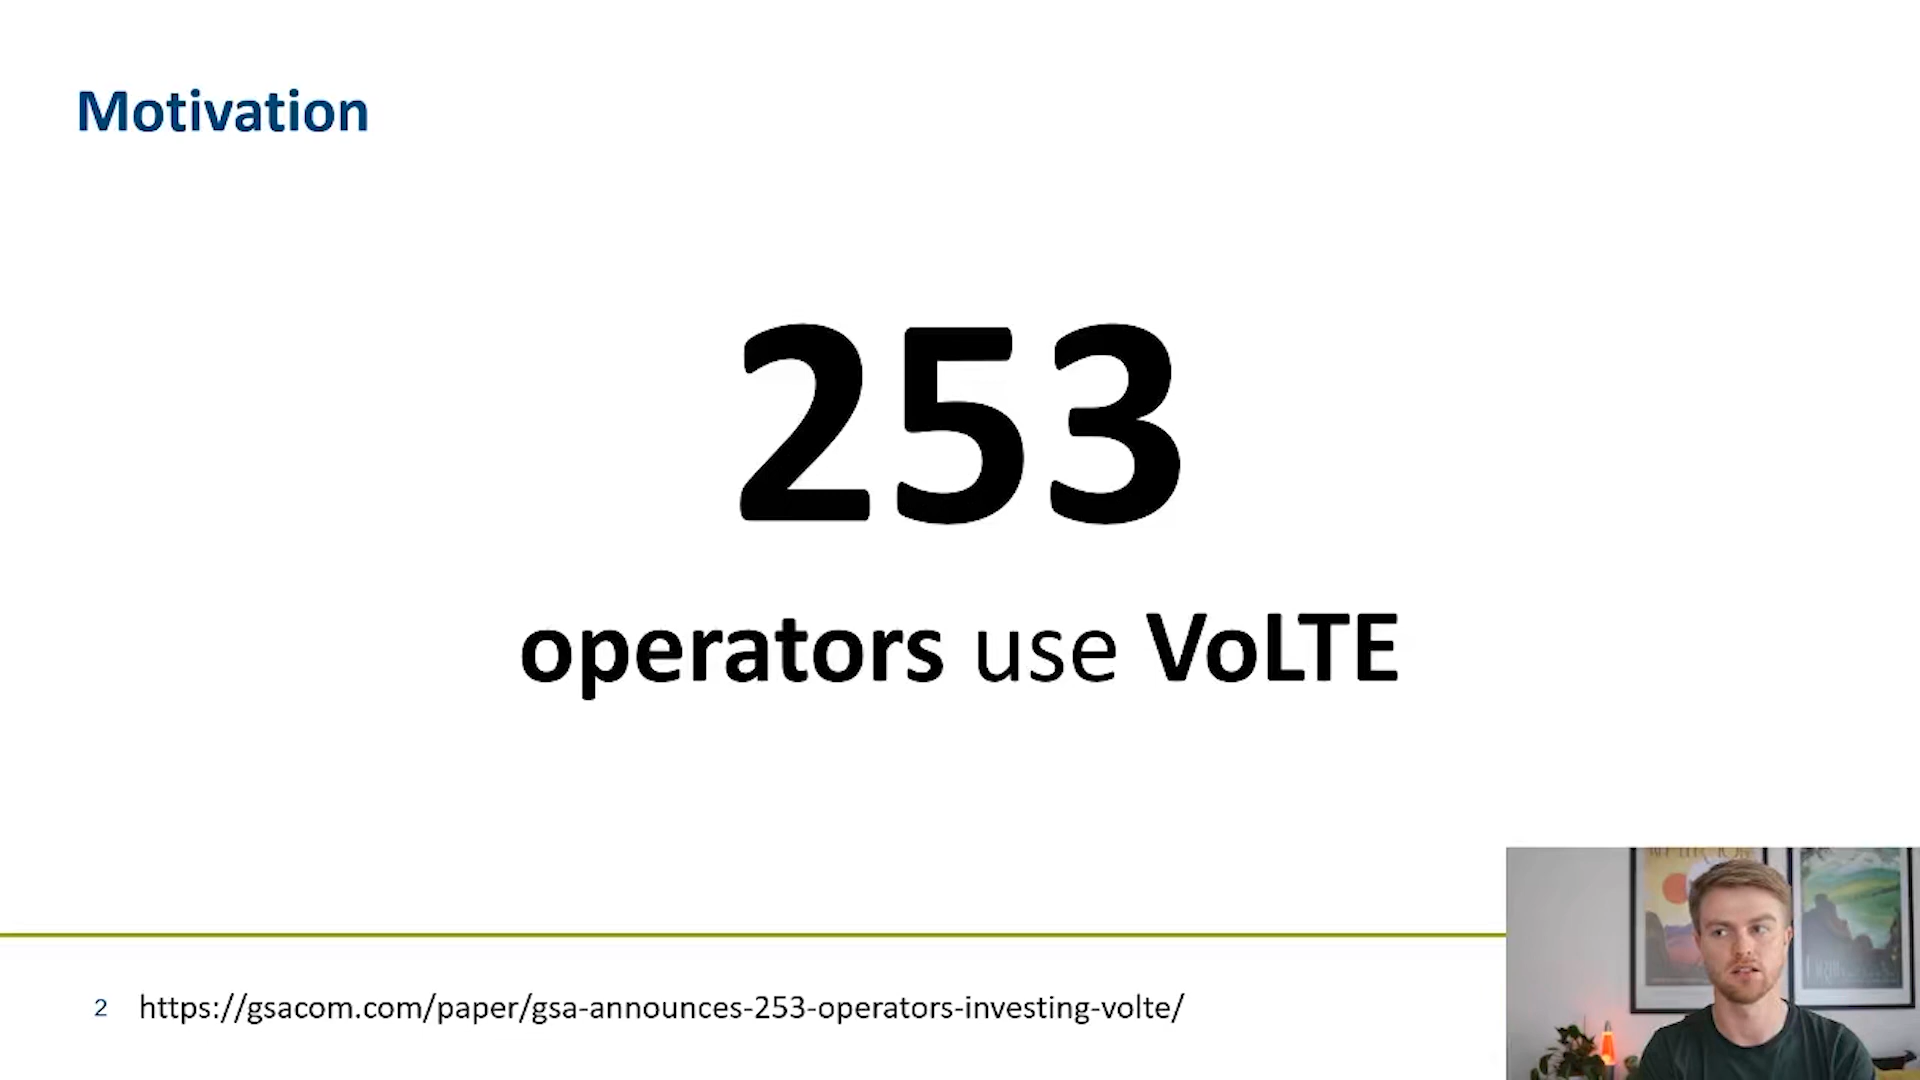 Motivation
253
operators use VoLTE
2 https://gsacom.com/paper/gsa-announces-253-operators-investing-volte/